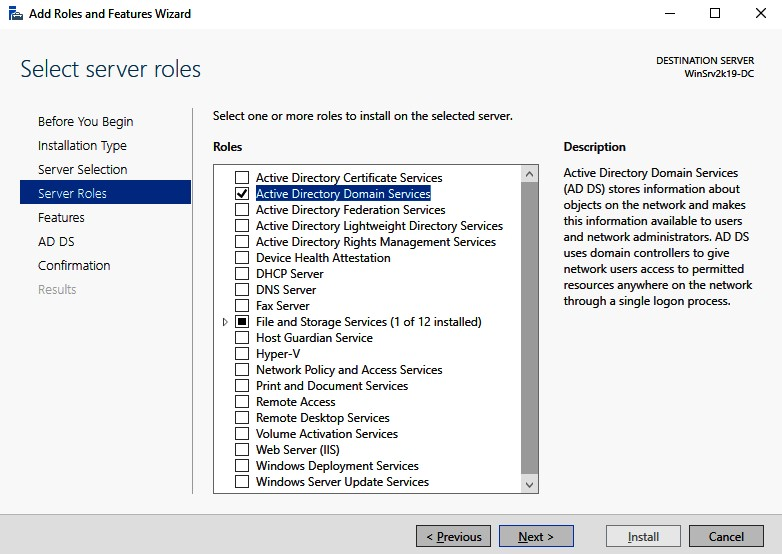 Add Roles and Features Wizard
Select server roles
DESTINATION SERVER
WinSrv2k19-DC
Before You Begin
Installation Type
Server Selection
Server Roles
Features
AD DS
Confirmation
Results
Select one or more roles to install on the selected server.
Roles
Active Directory Certificate Services
Active Directory Domain Services
Active Directory Federation Services
Active Directory Lightweight Directory Services
Active Directory Rights Management Services
Device Health Attestation
DHCP Server
DNS Server
Fax Server
File and Storage Services (1 of 12 installed)
Host Guardian Service
Hyper-V
Network Policy and Access Services
Print and Document Services
Remote Access
Remote Desktop Services
Volume Activation Services
Web Server (IIS)
Windows Deployment Services
Windows Server Update Services
Description
Active Directory Domain Services
(AD DS) stores information about
objects on the network and makes
this information available to users
and network administrators. AD DS
uses domain controllers to give
network users access to permitted
resources anywhere on the network
through a single logon process.
< Previous
Next >
Install
Cancel